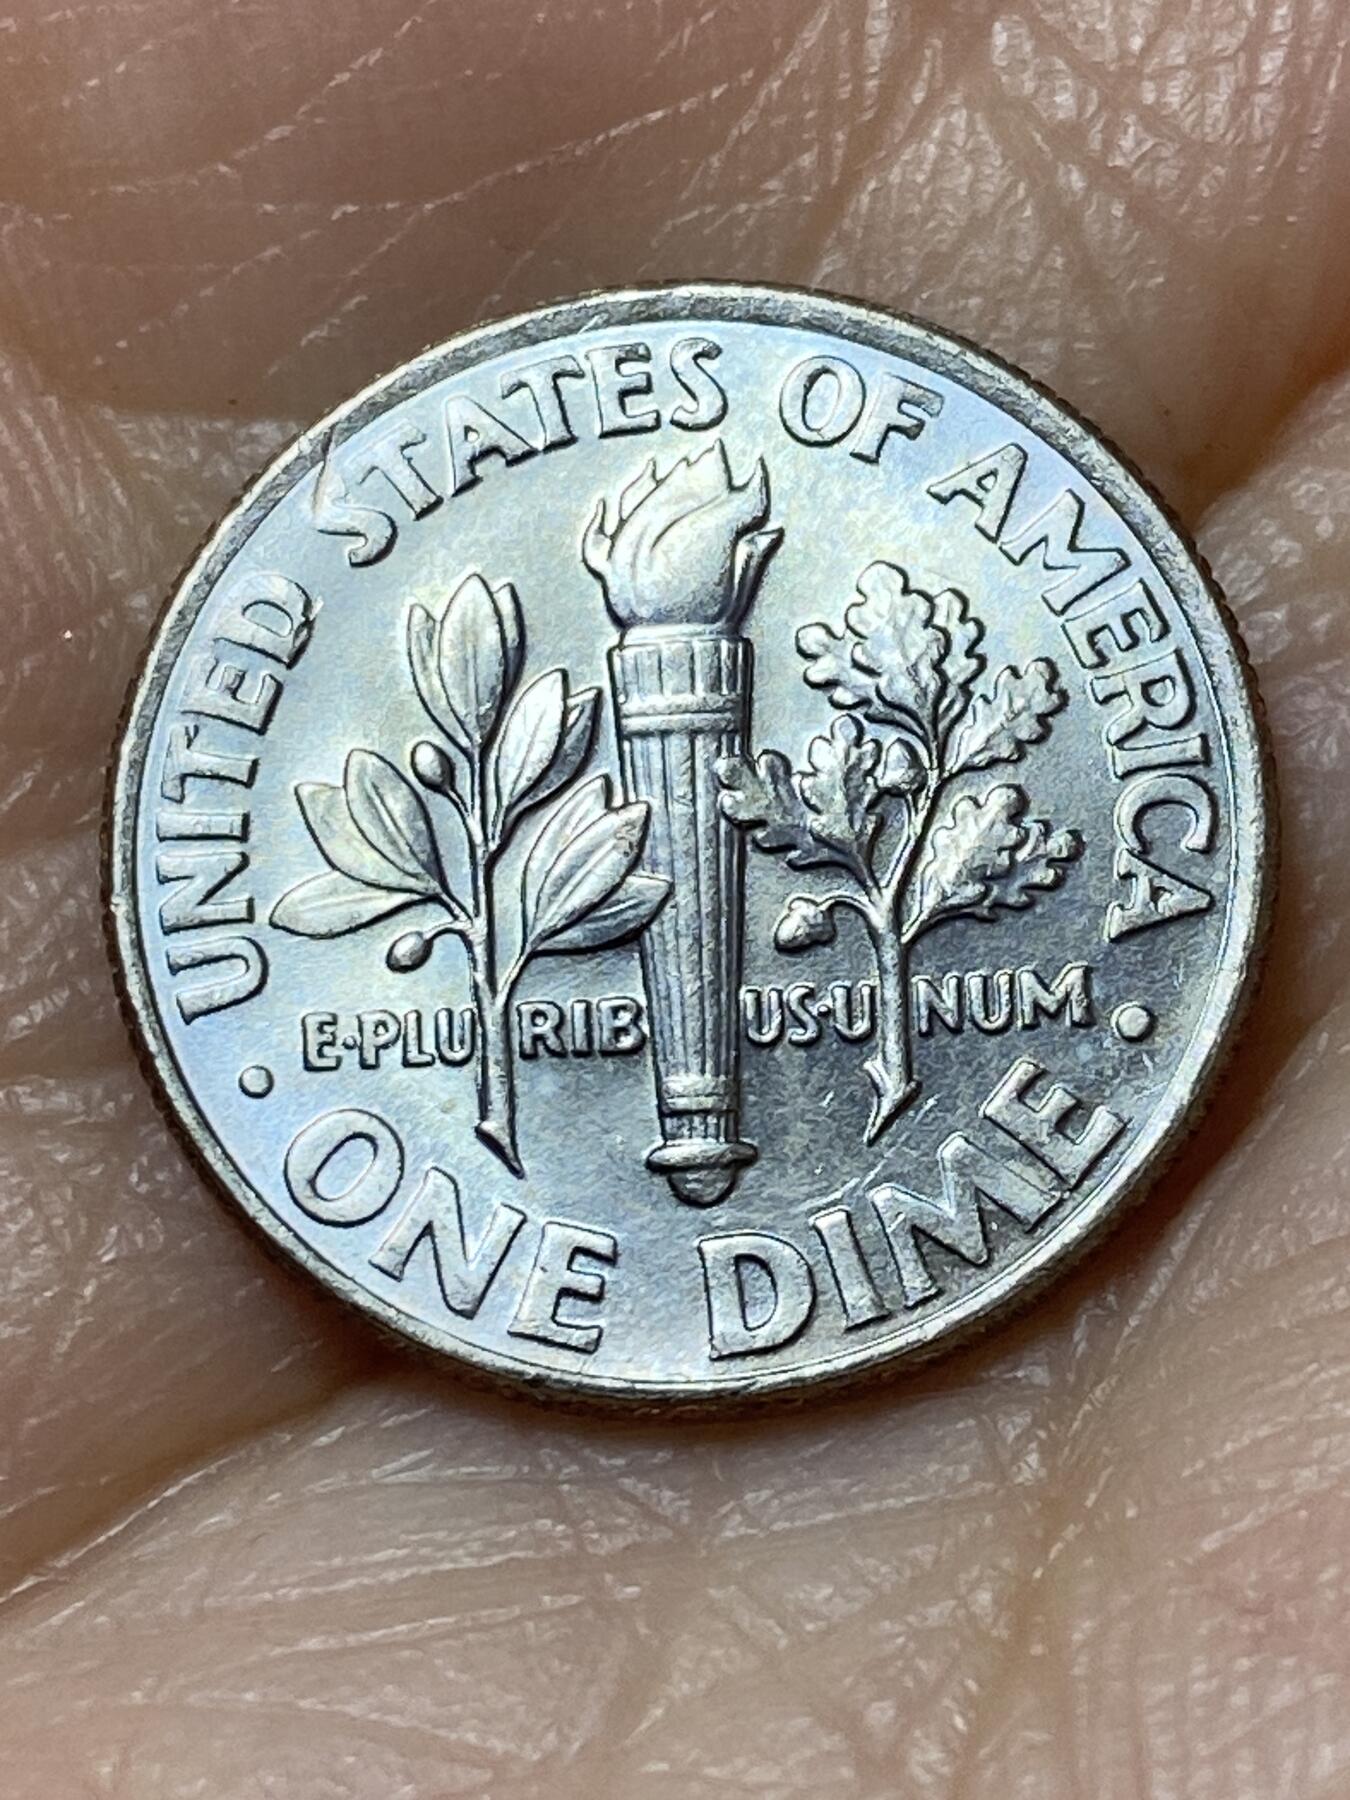 UNITED STATES OF AMERICA
E·PLURIBUS·UNUM
· ONE DIME ·